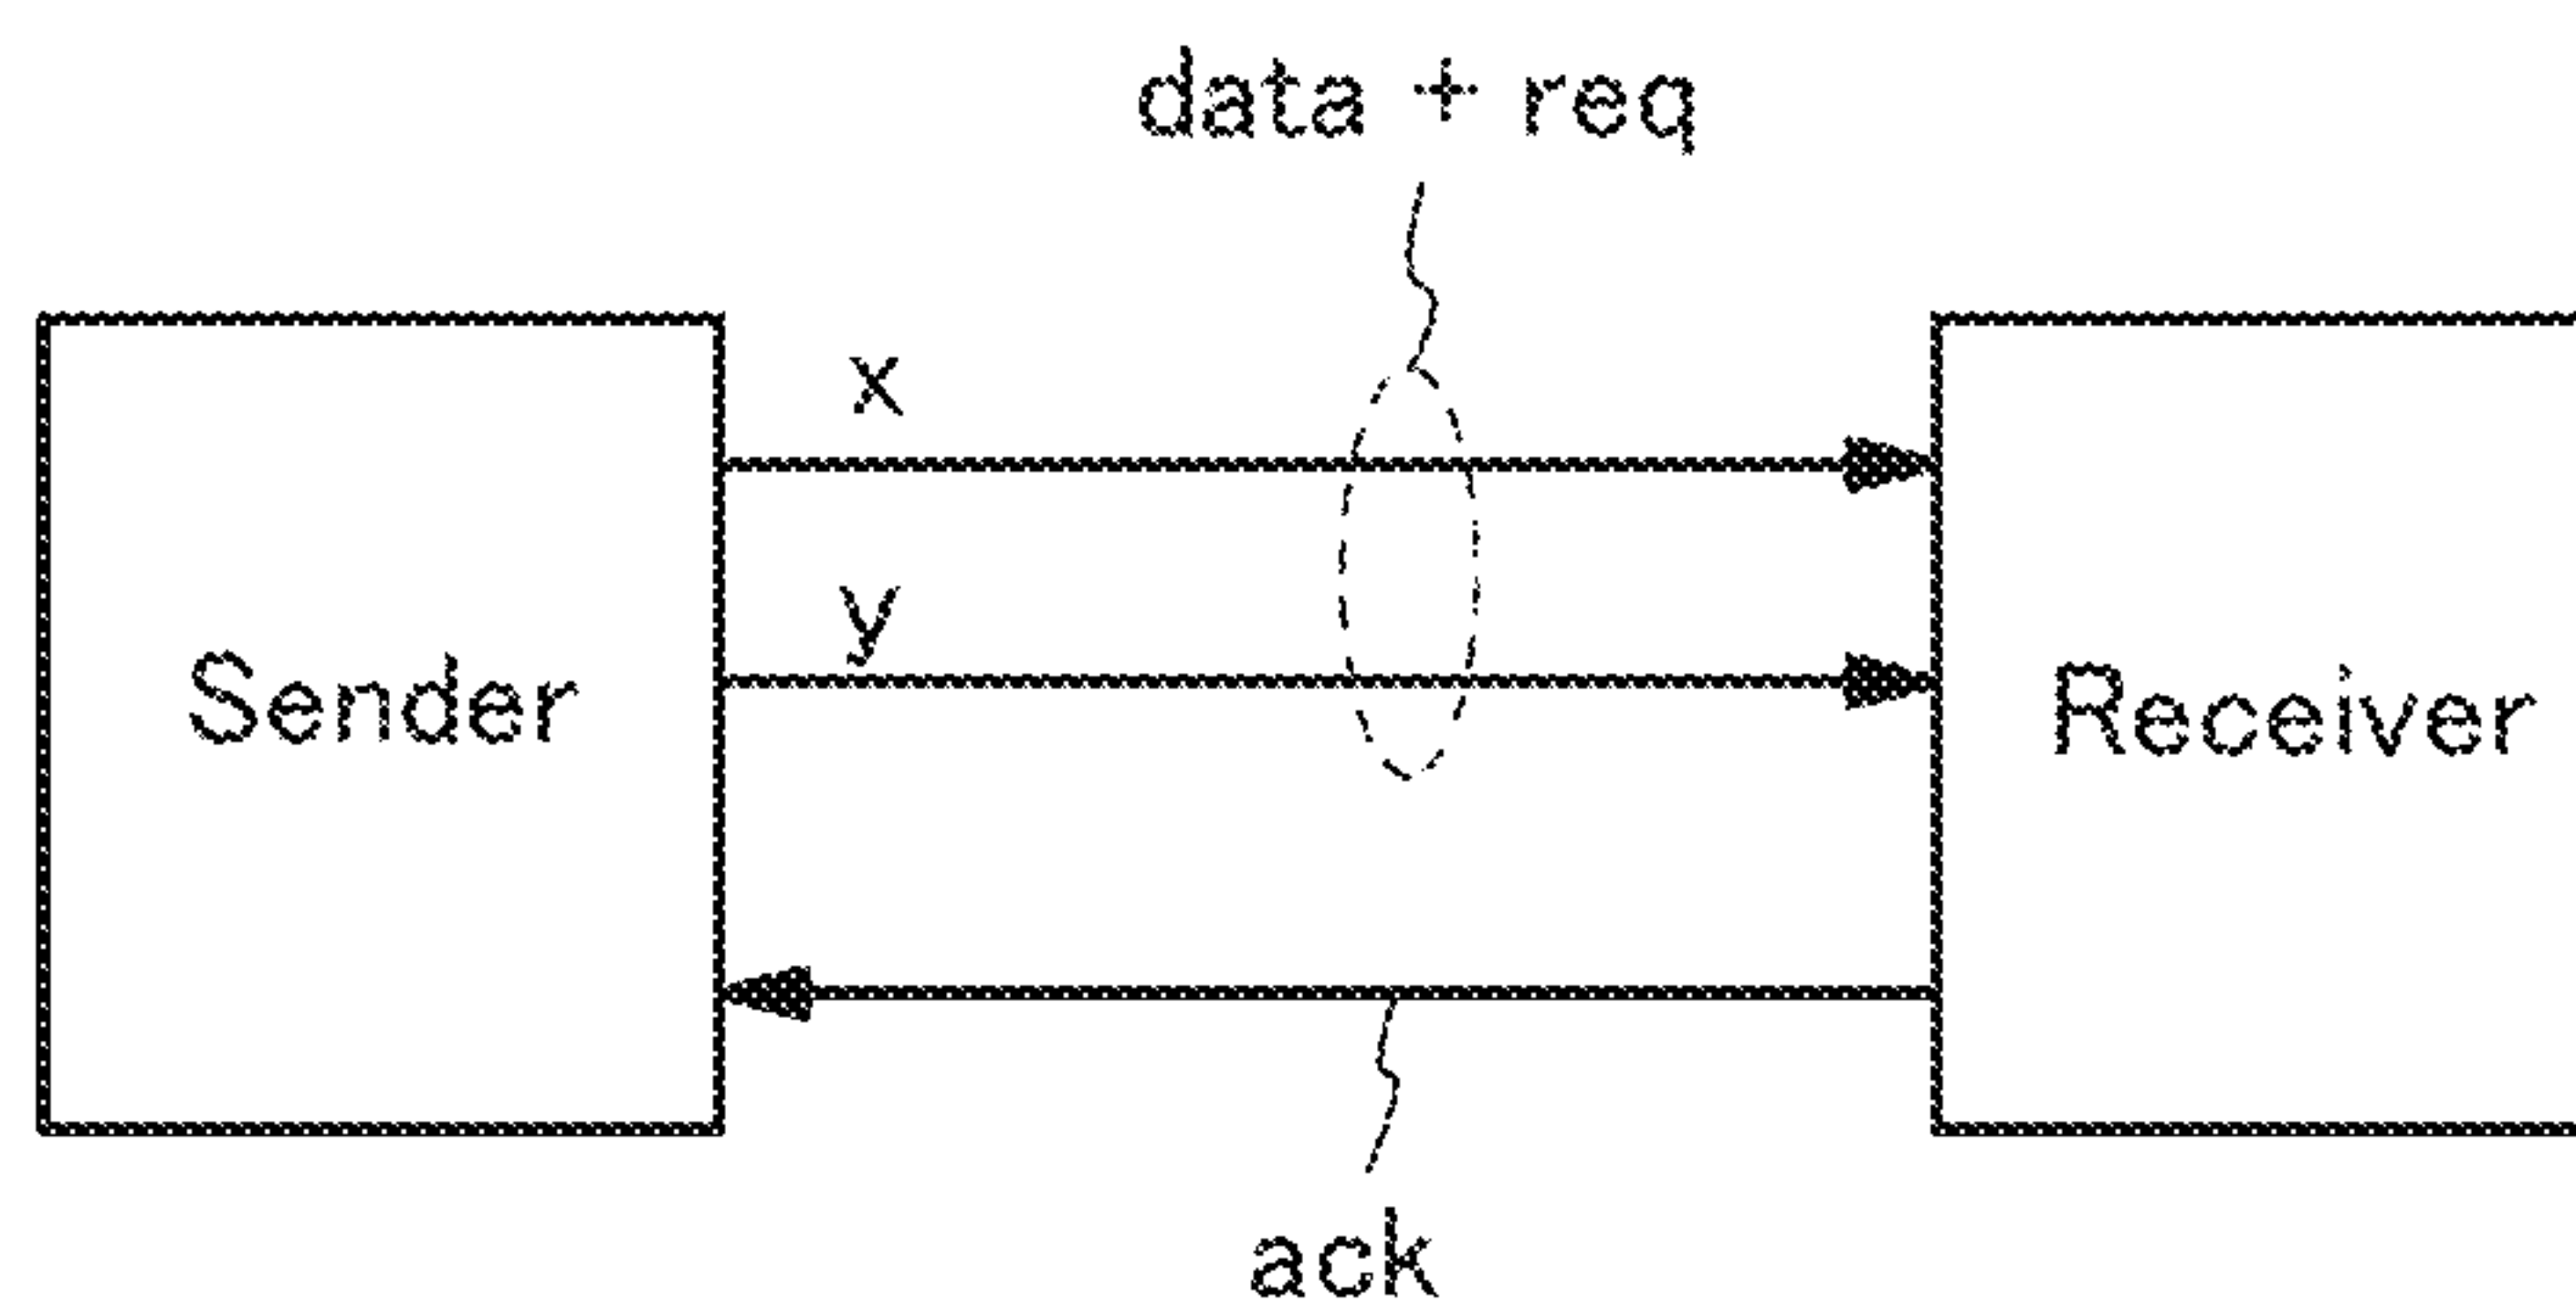 data + req
x
y
Sender
Receiver
ack